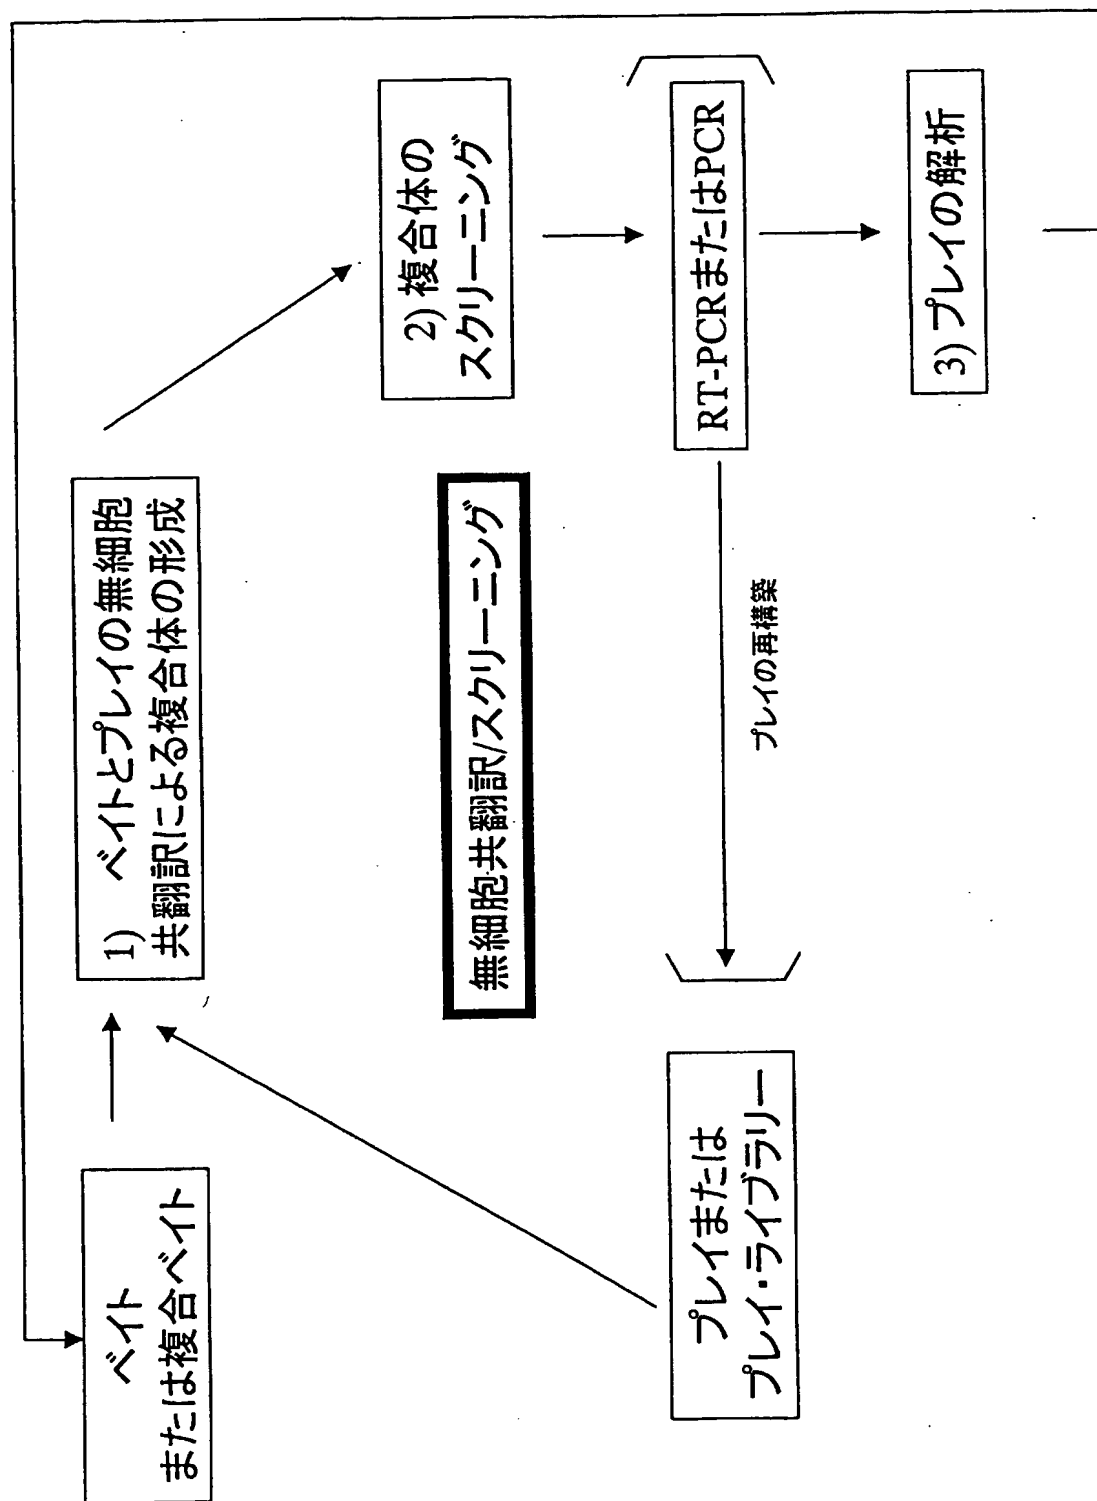 ベイト
または複合ベイト
1) ベイトとプレイの無細胞
共翻訳による複合体の形成
2) 複合体の
スクリーニング
無細胞共翻訳/スクリーニング
プレイまたは
プレイ・ライブラリー
RT-PCRまたはPCR
プレイの再構築
3) プレイの解析